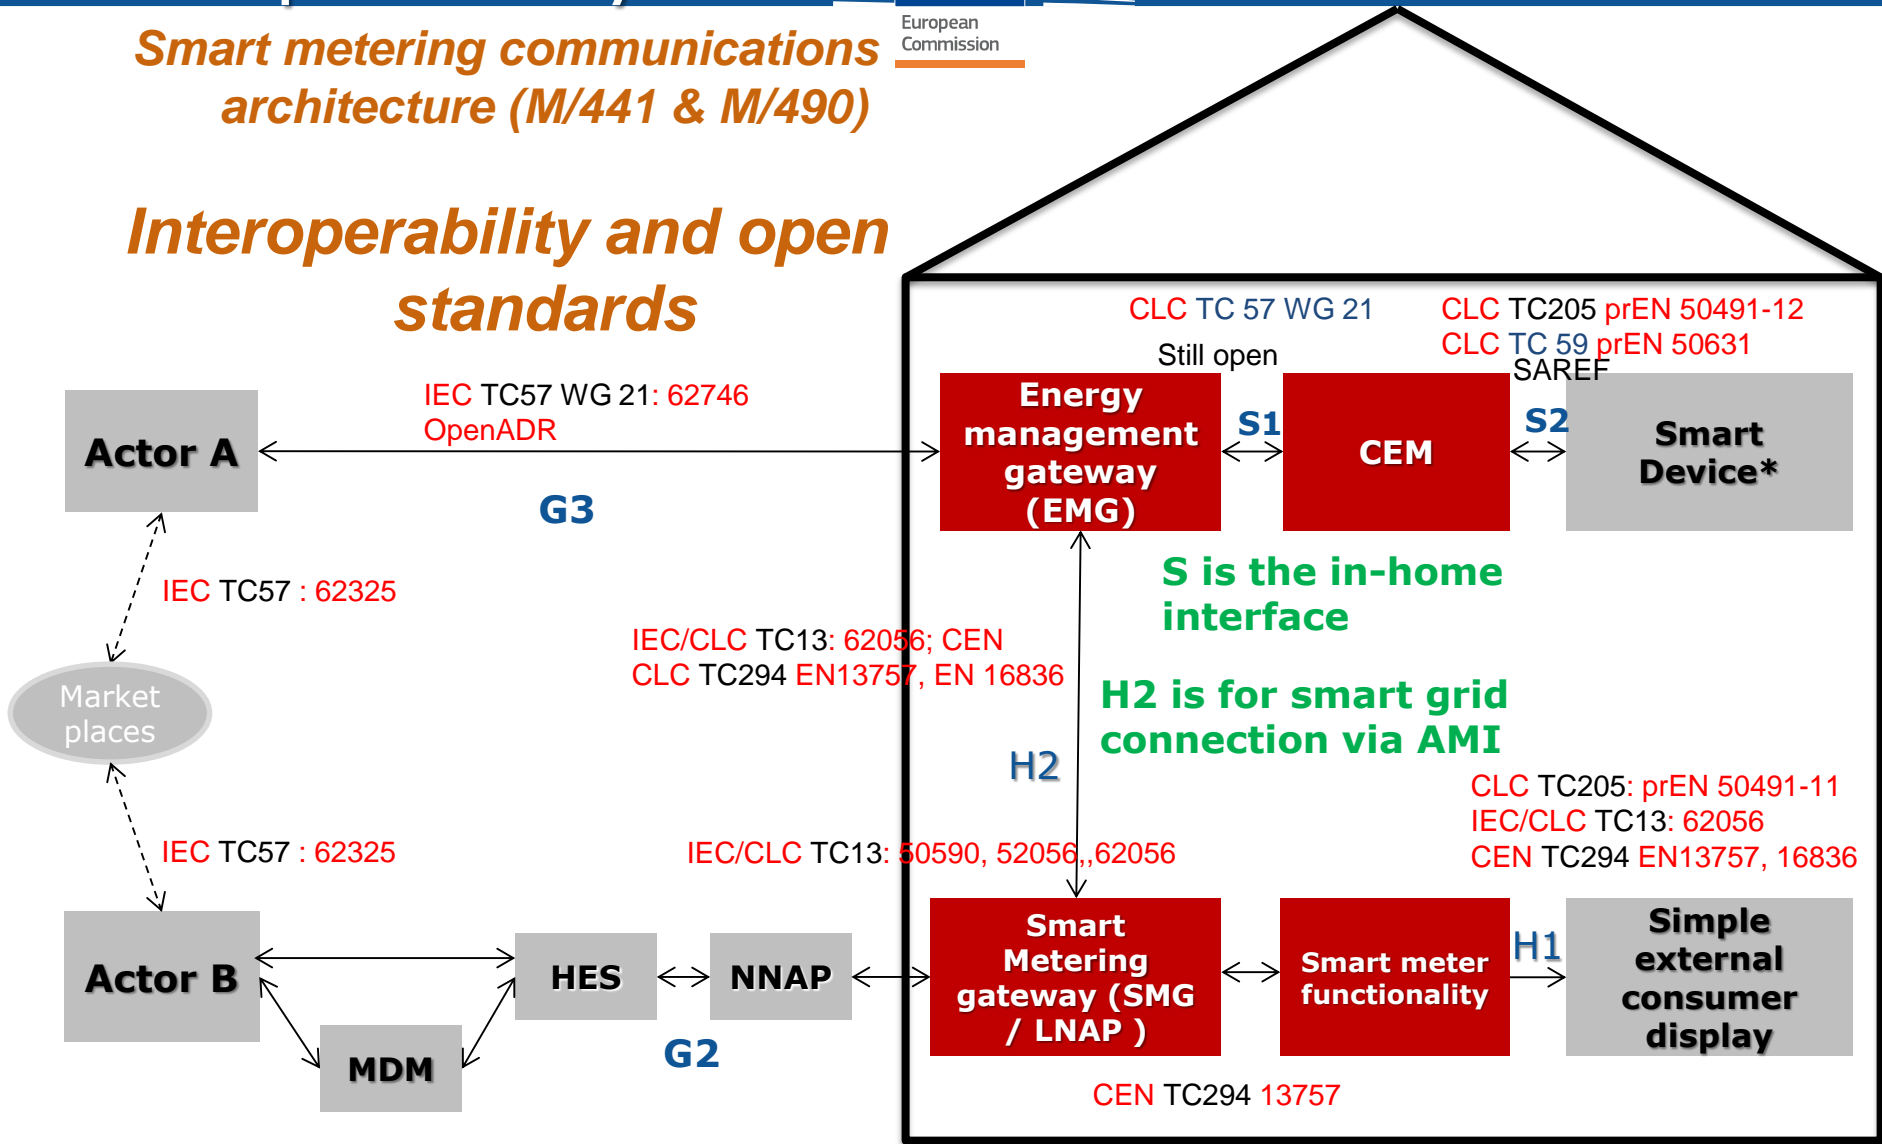 European
Commission
Smart metering communications
architecture (M/441 & M/490)
Interoperability and open
standards
CLC TC 57 WG 21
Still open
CLC TC205 prEN 50491-12
CLC TC 59 prEN 50631
SAREF
IEC TC57 WG 21: 62746
OpenADR
Actor A
G3
Energy
management
gateway
(EMG)
S1
CEM
S2
Smart
Device*
IEC TC57 : 62325
S is the in-home
interface
IEC/CLC TC13: 62056; CEN
CLC TC294 EN13757, EN 16836
Market
places
H2 is for smart grid
connection via AMI
H2
CLC TC205: prEN 50491-11
IEC/CLC TC13: 62056
CEN TC294 EN13757, 16836
IEC TC57 : 62325
IEC/CLC TC13: 50590, 52056,,62056
Actor B
HES
NNAP
MDM
G2
Smart
Metering
gateway (SMG
/ LNAP )
Smart meter
functionality
H1
Simple
external
consumer
display
CEN TC294 13757